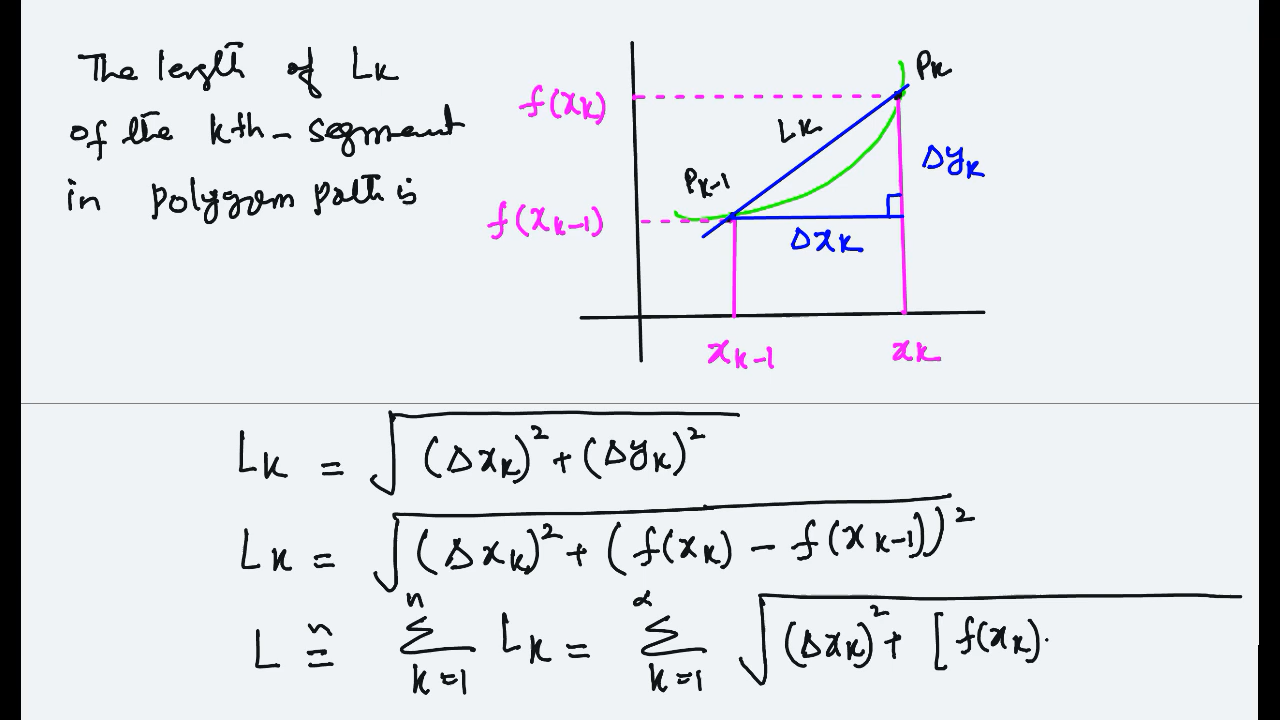 The length of Lk
of the kth - segment
in polygon path is
f(xk)
f(xk-1)
Pk
Lk
Pk-1
Δyk
Δxk
xk-1
xk
Lk = √(Δxk)² + (Δyk)²
Lk = √(Δxk)² + (f(xk) - f(xk-1))²
L ≅ ∑ k=1 n Lk = ∑ k=1 α √(Δxk)² + [f(xk)